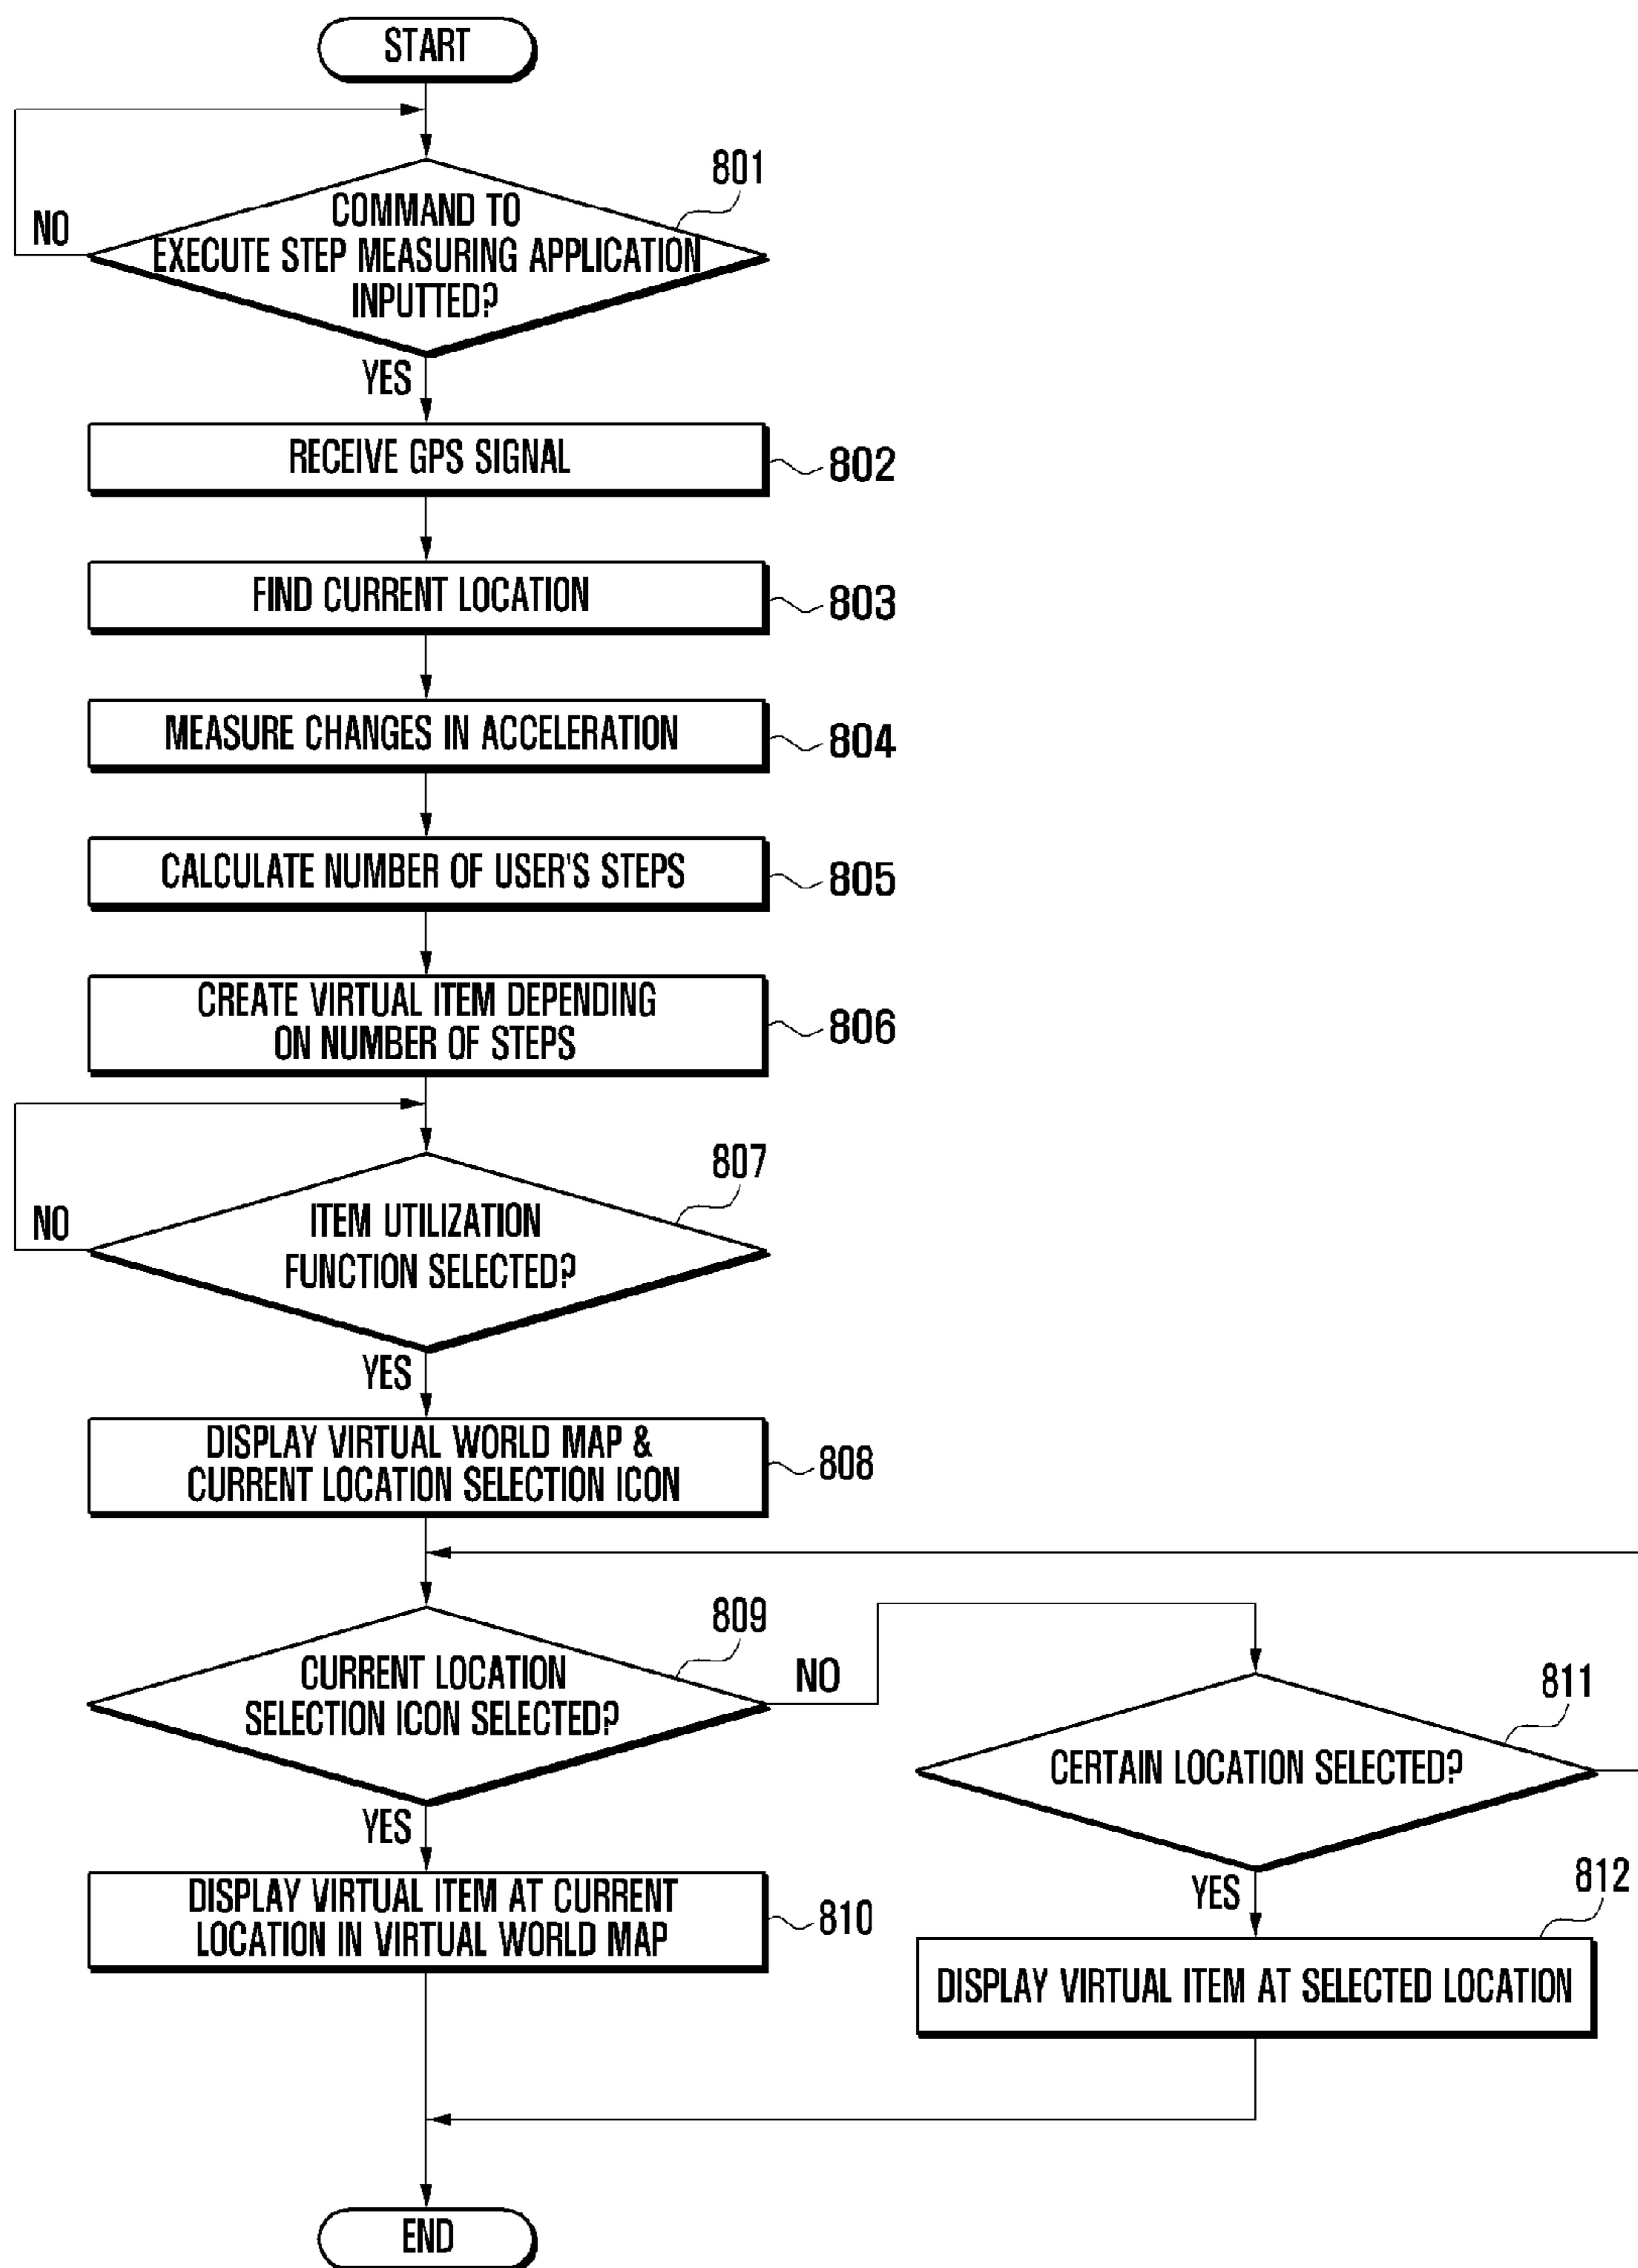 START
801
COMMAND TO
EXECUTE STEP MEASURING APPLICATION
INPUTTED?
NO
YES
RECEIVE GPS SIGNAL
802
FIND CURRENT LOCATION
803
MEASURE CHANGES IN ACCELERATION
804
CALCULATE NUMBER OF USER'S STEPS
805
CREATE VIRTUAL ITEM DEPENDING
ON NUMBER OF STEPS
806
807
ITEM UTILIZATION
FUNCTION SELECTED?
NO
YES
DISPLAY VIRTUAL WORLD MAP &
CURRENT LOCATION SELECTION ICON
808
809
CURRENT LOCATION
SELECTION ICON SELECTED?
NO
YES
811
CERTAIN LOCATION SELECTED?
YES
DISPLAY VIRTUAL ITEM AT CURRENT
LOCATION IN VIRTUAL WORLD MAP
810
812
DISPLAY VIRTUAL ITEM AT SELECTED LOCATION
END